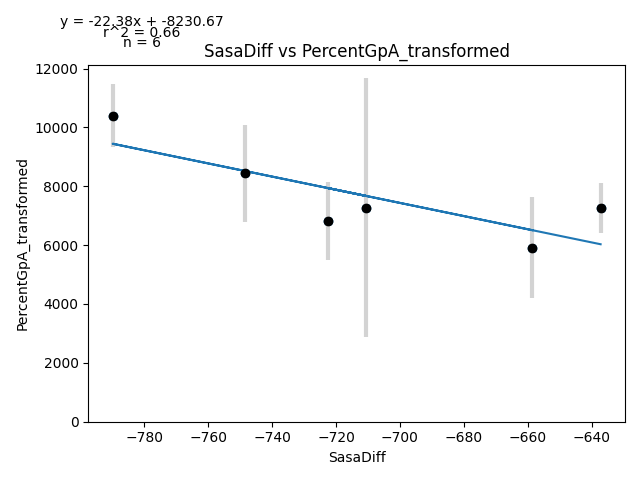 y = -22.38x + -8230.67
r^2 = 0.66
n = 6
SasaDiff vs PercentGpA_transformed
12000
10000
8000
6000
4000
2000
0
PercentGpA_transformed
−780
−760
−740
−720
−700
−680
−660
−640
SasaDiff